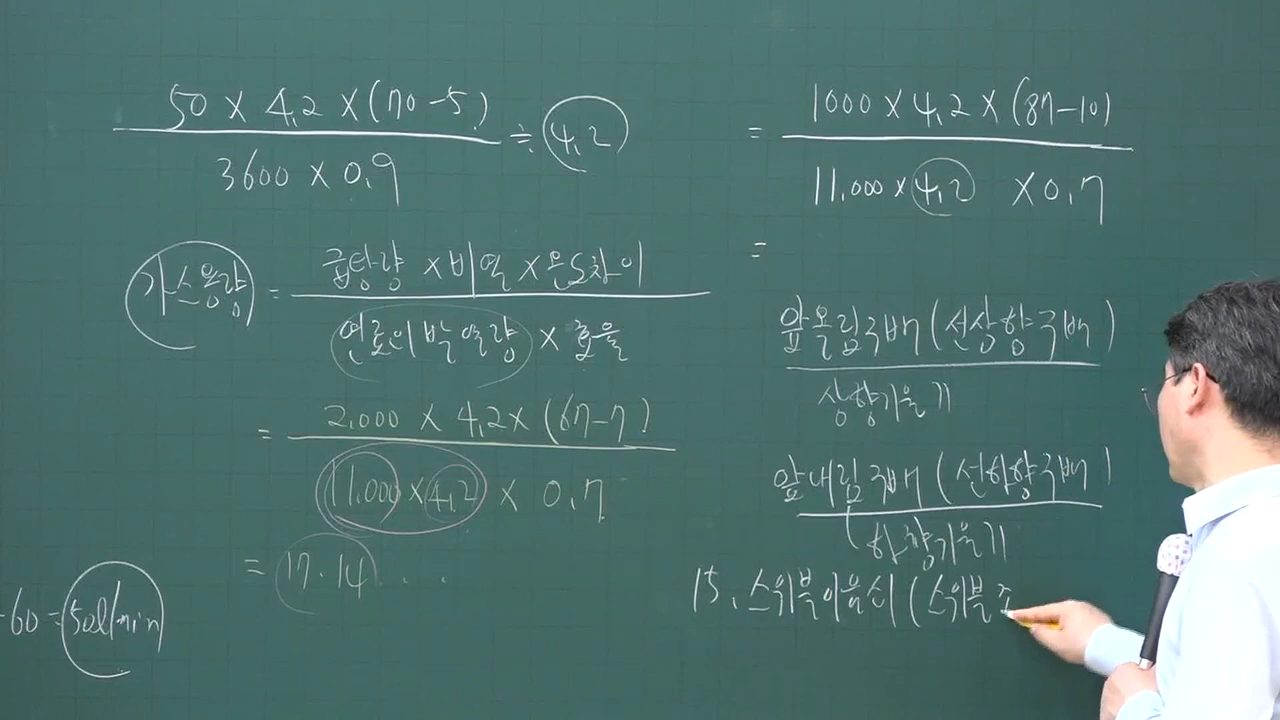 50 × 4.2 × (70 - 5)
3600 × 0.9
÷ 4.2
가스용량 =
급탕량 × 비열 × 온도차이
연료의 발열량 × 효율
=
2,000 × 4.2 × (67-7)
11,000 × 4.2 × 0.7
= 17.14 ...
60 = 50l/min
=
1000 × 4.2 × (87-10)
11,000 × 4.2 × 0.7
=
앞올림구배 (선상향구배)
상향기울기
앞내림구배 (선하향구배)
(하향기울기
15. 스위블이음쇠 (스위블 조